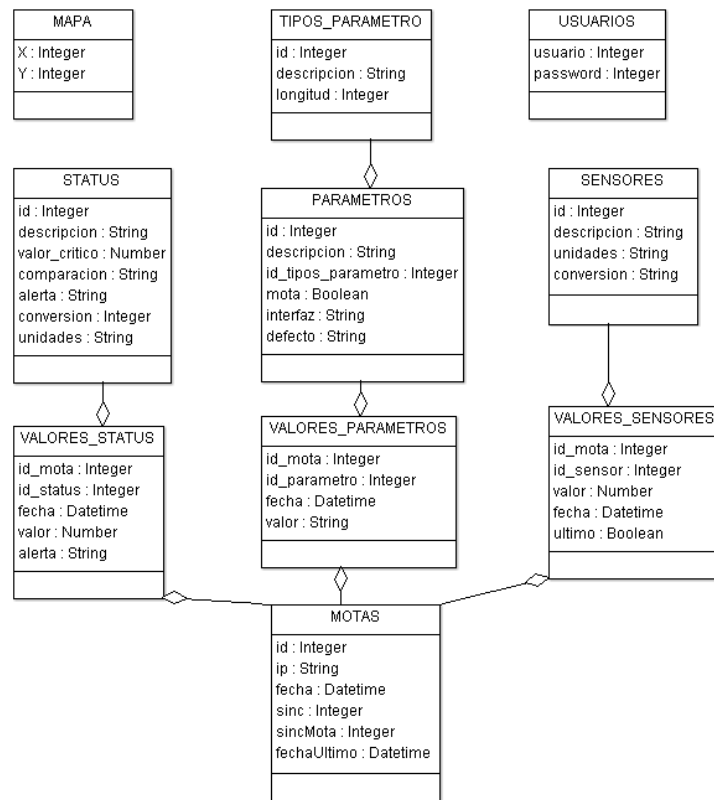 MAPA
X : Integer
Y : Integer
TIPOS_PARAMETRO
id : Integer
descripcion : String
longitud : Integer
USUARIOS
usuario : Integer
password : Integer
STATUS
id : Integer
descripcion : String
valor_critico : Number
comparacion : String
alerta : String
conversion : Integer
unidades : String
PARAMETROS
id : Integer
descripcion : String
id_tipos_parametro : Integer
mota : Boolean
interfaz : String
defecto : String
SENSORES
id : Integer
descripcion : String
unidades : String
conversion : String
VALORES_STATUS
id_mota : Integer
id_status : Integer
fecha : Datetime
valor : Number
alerta : String
VALORES_PARAMETROS
id_mota : Integer
id_parametro : Integer
fecha : Datetime
valor : String
VALORES_SENSORES
id_mota : Integer
id_sensor : Integer
valor : Number
fecha : Datetime
ultimo : Boolean
MOTAS
id : Integer
ip : String
fecha : Datetime
sinc : Integer
sincMota : Integer
fechaUltimo : Datetime